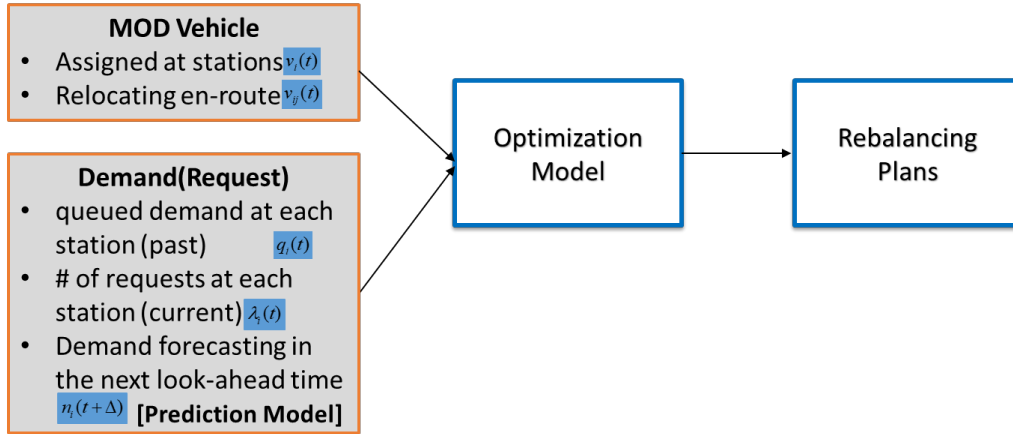 MOD Vehicle
• Assigned at stations v_i(t)
• Relocating en-route v_ij(t)
Demand(Request)
• queued demand at each
station (past) q_i(t)
• # of requests at each
station (current) λ_i(t)
• Demand forecasting in
the next look-ahead time
n_i(t+Δ) [Prediction Model]
Optimization
Model
Rebalancing
Plans